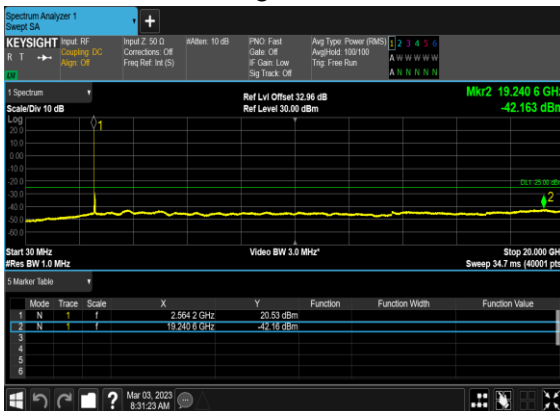 Spectrum Analyzer 1
Swept SA
KEYSIGHT Input: RF Input Z: 50 Ω #Atten: 10 dB PNO: Fast Avg Type: Power (RMS) 1 2 3 4 5 6
R T Coupling: DC Corrections: Off Gate: Off Avg|Hold: 100/100 A W W W W W
Align: Off Freq Ref: Int (S) IF Gain: Low Trig: Free Run
LV Sig Track: Off A N N N N N
1 Spectrum Ref Lvl Offset 32.96 dB Mkr2 19.240 6 GHz
Scale/Div 10 dB Ref Level 30.00 dBm -42.163 dBm
Log
20.0 1
10.0
0.00
-10.0
-20.0 DL1 -25.00 dBm
-30.0
-40.0 2
-50.0
-60.0
Start 30 MHz Video BW 3.0 MHz* Stop 20.000 GHz
#Res BW 1.0 MHz Sweep 34.7 ms (40001 pts)
5 Marker Table
Mode Trace Scale X Y Function Function Width Function Value
1 N 1 f 2.564 2 GHz 20.53 dBm
2 N 1 f 19.240 6 GHz -42.16 dBm
3
4
5
6
? Mar 03, 2023
8:31:23 AM